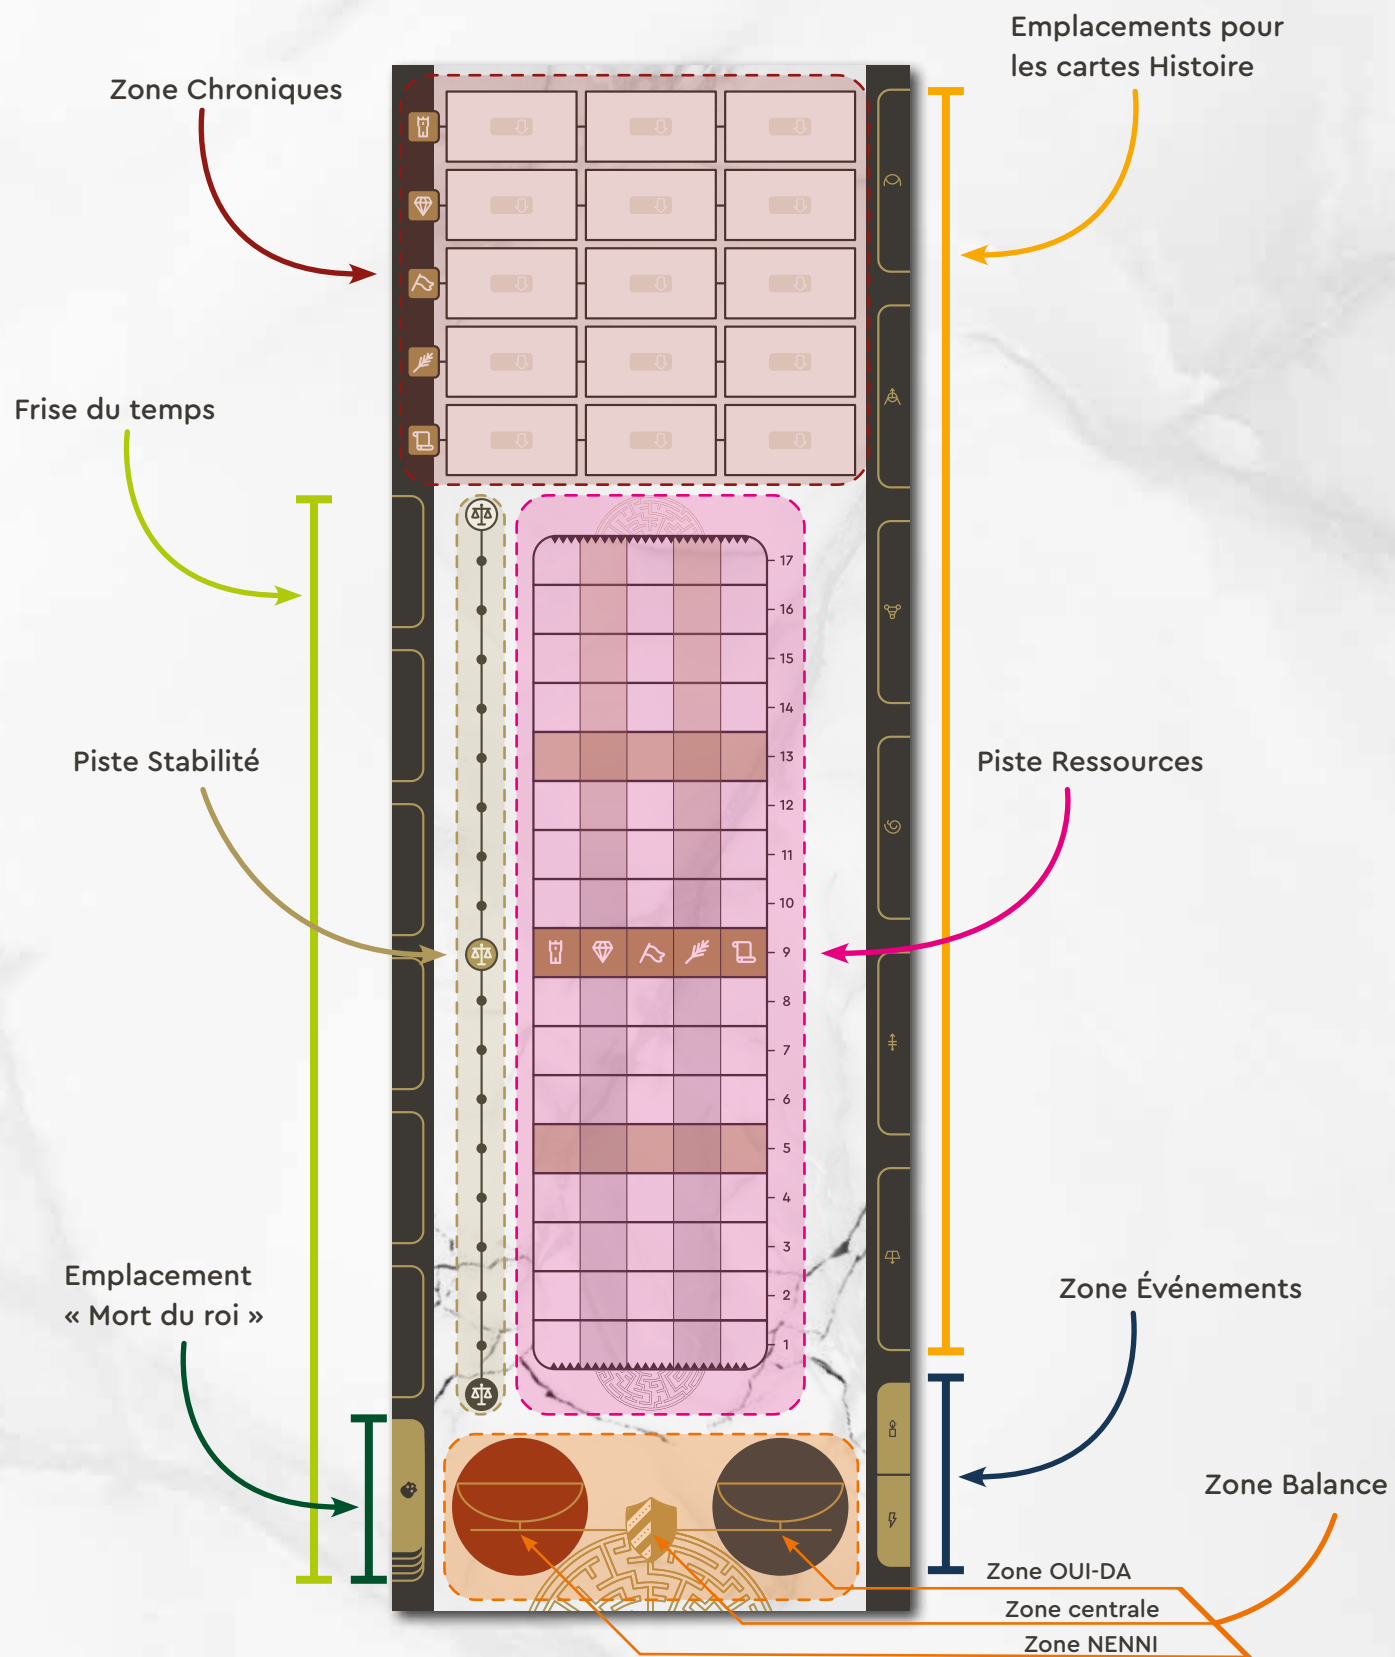 Emplacements pour
les cartes Histoire
Zone Chroniques
Frise du temps
17
16
15
14
Piste Stabilité
Piste Ressources
13
12
11
10
9
8
7
6
5
4
3
Emplacement
« Mort du roi »
Zone Événements
2
1
Zone Balance
Zone OUI-DA
Zone centrale
Zone NENNI